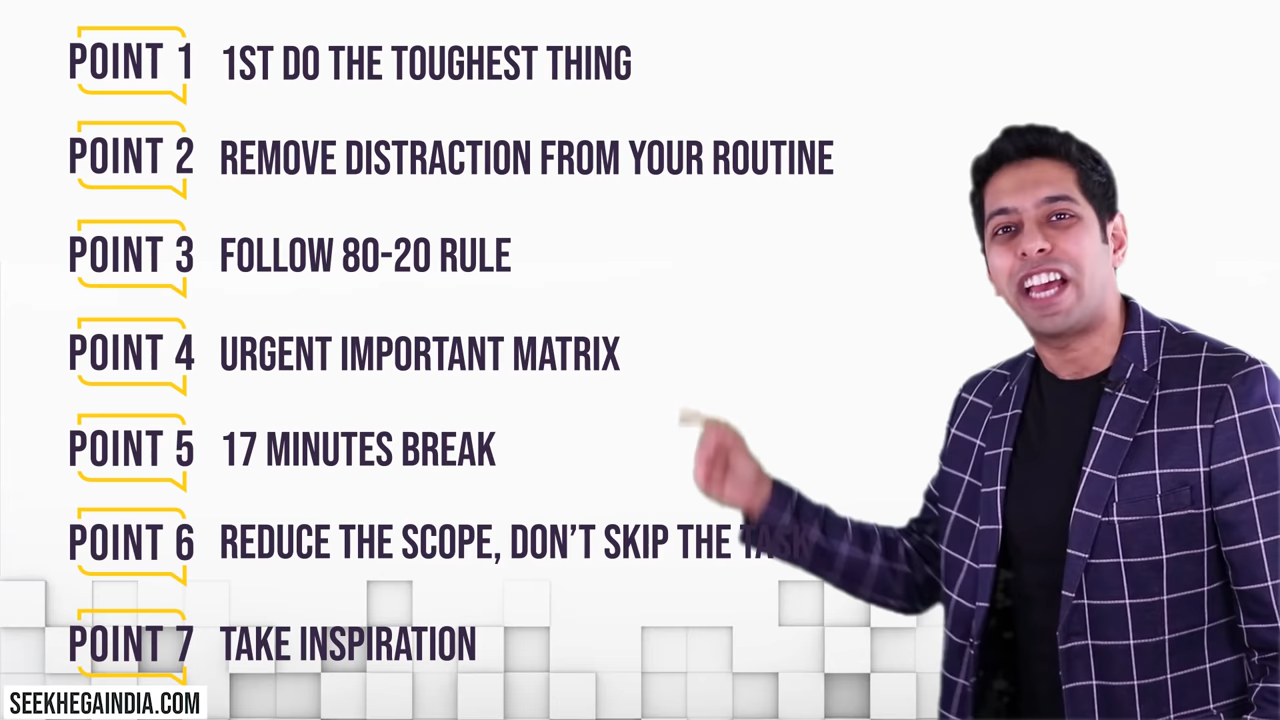 POINT 1 1ST DO THE TOUGHEST THING
POINT 2 REMOVE DISTRACTION FROM YOUR ROUTINE
POINT 3 FOLLOW 80-20 RULE
POINT 4 URGENT IMPORTANT MATRIX
POINT 5 17 MINUTES BREAK
POINT 6 REDUCE THE SCOPE, DON'T SKIP THE TASK
POINT 7 TAKE INSPIRATION
SEEKHEGAINDIA.COM